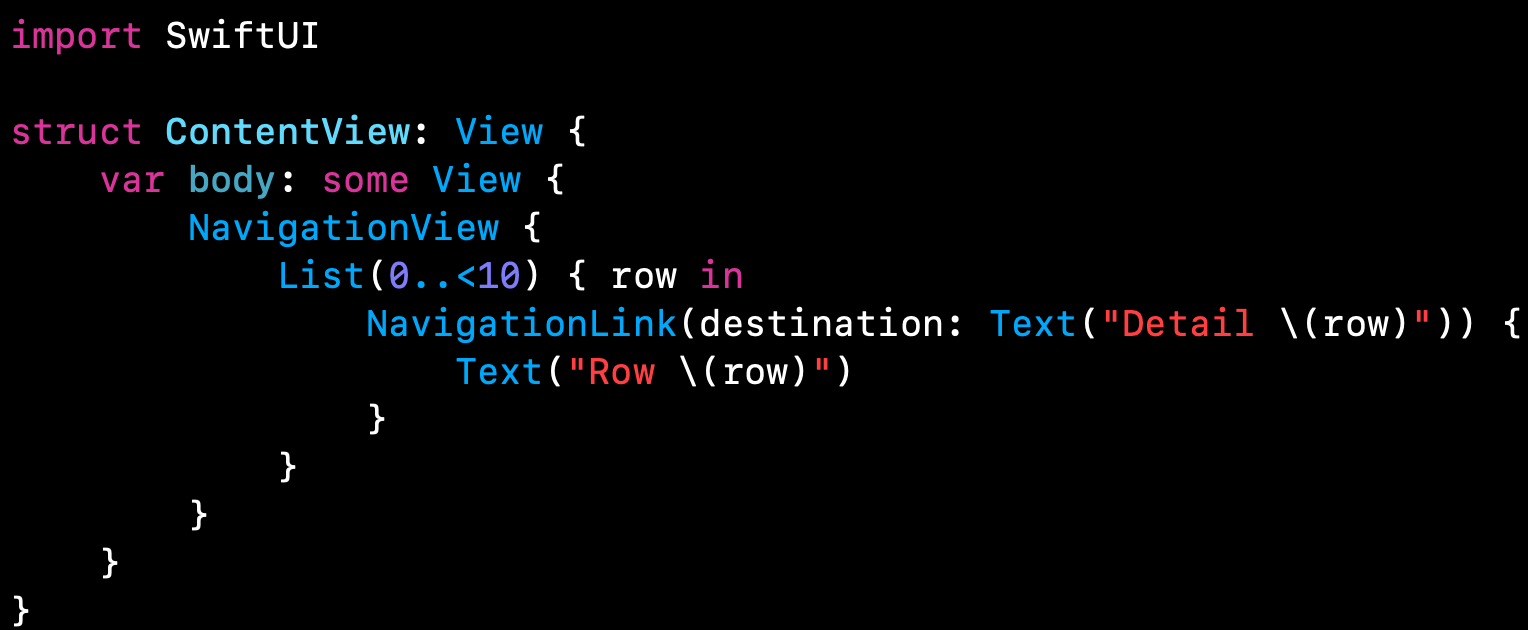 import SwiftUI

struct ContentView: View {
    var body: some View {
        NavigationView {
            List(0..<10) { row in
                NavigationLink(destination: Text("Detail \(row)")) {
                    Text("Row \(row)")
                }
            }
        }
    }
}